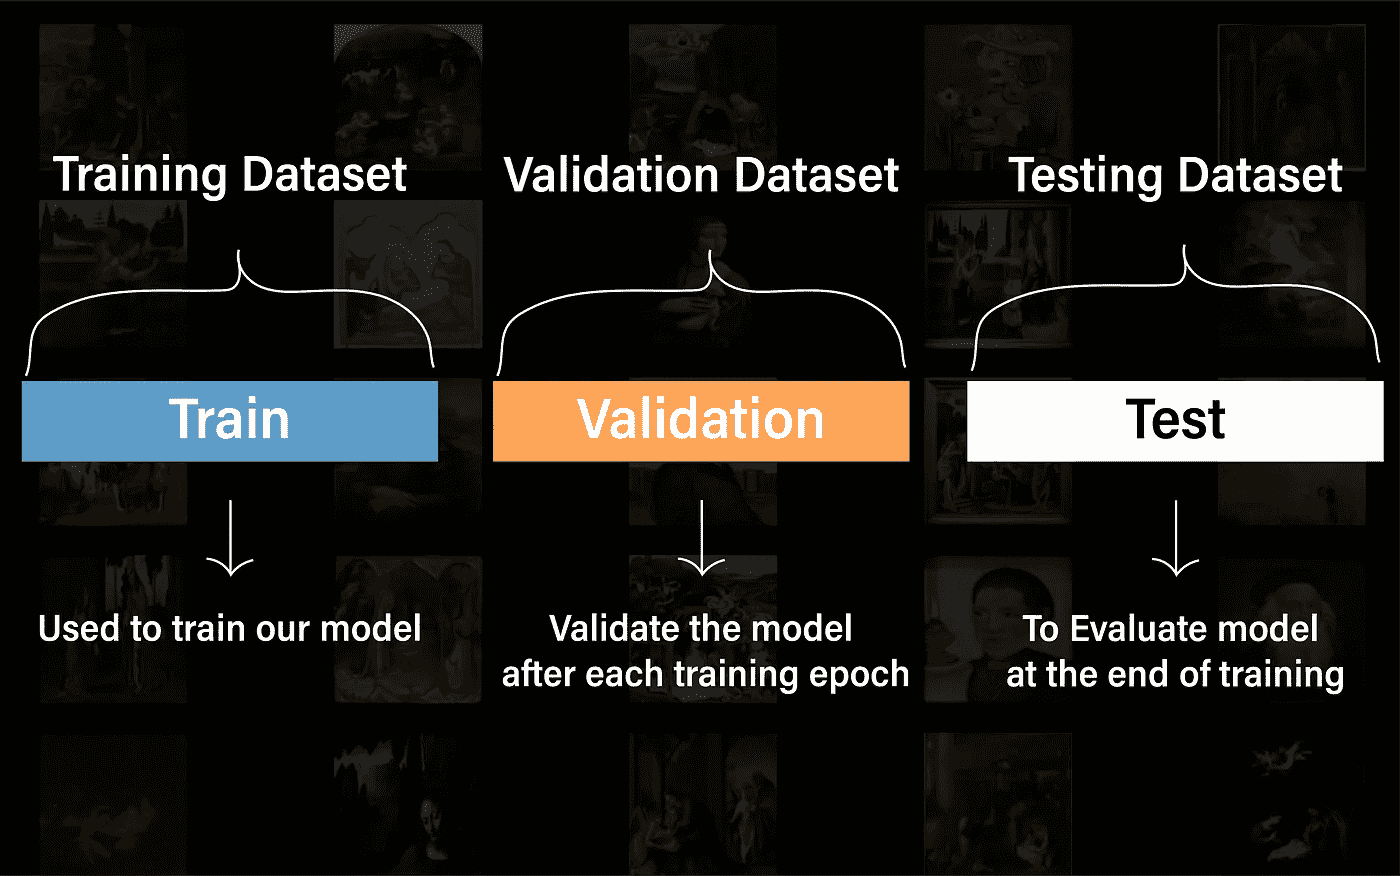 Training Dataset
Validation Dataset
Testing Dataset
Train
Validation
Test
Used to train our model
Validate the model
after each training epoch
To Evaluate model
at the end of training